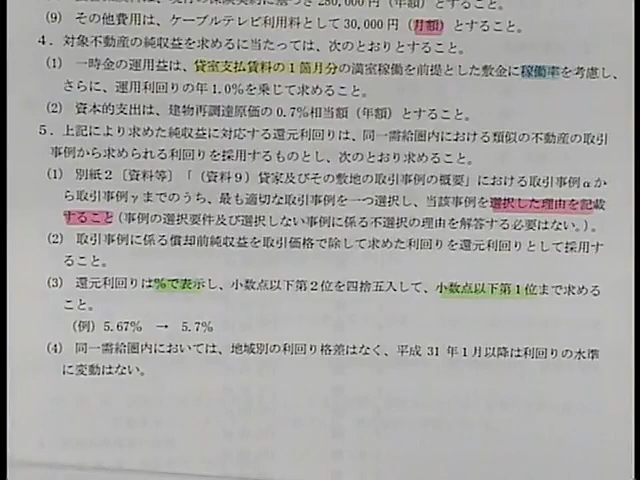 280,000円(年額)とすること。
(9) その他費用は、ケーブルテレビ利用料として30,000円(月額)とすること。
4.対象不動産の純収益を求めるに当たっては、次のとおりとすること。
(1) 一時金の運用益は、貸室支払賃料の1箇月分の満室稼働を前提とした敷金に稼働率を考慮し、
さらに、運用利回りの年1.0%を乗じて求めること。
(2) 資本的支出は、建物再調達原価の0.7%相当額(年額)とすること。
5.上記により求めた純収益に対応する還元利回りは、同一需給圏内における類似の不動産の取引
事例から求められる利回りを採用するものとし、次のとおり求めること。
(1) 別紙2[資料等]「(資料9)貸家及びその敷地の取引事例の概要」における取引事例αか
ら取引事例γまでのうち、最も適切な取引事例を一つ選択し、当該事例を選択した理由を記載
すること(事例の選択要件及び選択しない事例に係る不選択の理由を解答する必要はない。)。
(2) 取引事例に係る償却前純収益を取引価格で除して求めた利回りを還元利回りとして採用す
ること。
(3) 還元利回りは%で表示し、小数点以下第2位を四捨五入して、小数点以下第1位まで求める
こと。
(例) 5.67% → 5.7%
(4) 同一需給圏内においては、地域別の利回り格差はなく、平成31年1月以降は利回りの水準
に変動はない。